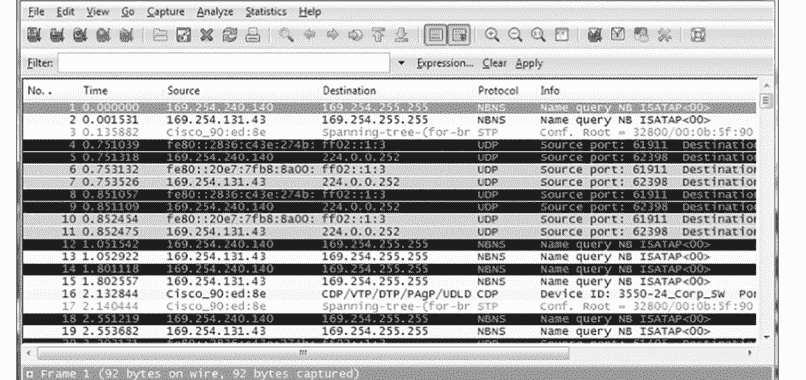 File Edit View Go Capture Analyze Statistics Help
Filter: Expression... Clear Apply
No. . Time Source Destination Protocol Info
1 0.000000 169.254.240.140 169.254.255.255 NBNS Name query NB ISATAP<00>
2 0.001531 169.254.131.43 169.254.255.255 NBNS Name query NB ISATAP<00>
3 0.135882 Cisco_90:ed:8e Spanning-tree-(for-br STP Conf. Root = 32800/00:0b:5f:90
4 0.751039 fe80::2836:c43e:274b: ff02::1:3 UDP Source port: 61911 Destination
5 0.751318 169.254.240.140 224.0.0.252 UDP Source port: 62398 Destination
6 0.753132 fe80::20e7:7fb8:8a00: ff02::1:3 UDP Source port: 61911 Destination
7 0.753526 169.254.131.43 224.0.0.252 UDP Source port: 62398 Destination
8 0.851057 fe80::2836:c43e:274b: ff02::1:3 UDP Source port: 61911 Destination
9 0.851109 169.254.240.140 224.0.0.252 UDP Source port: 62398 Destination
10 0.852454 fe80::20e7:7fb8:8a00: ff02::1:3 UDP Source port: 61911 Destination
11 0.852475 169.254.131.43 224.0.0.252 UDP Source port: 62398 Destination
12 1.051542 169.254.240.140 169.254.255.255 NBNS Name query NB ISATAP<00>
13 1.052922 169.254.131.43 169.254.255.255 NBNS Name query NB ISATAP<00>
14 1.801118 169.254.240.140 169.254.255.255 NBNS Name query NB ISATAP<00>
15 1.802557 169.254.131.43 169.254.255.255 NBNS Name query NB ISATAP<00>
16 2.132844 Cisco_90:ed:8e CDP/VTP/DTP/PAgP/UDLD CDP Device ID: 3550-24_Corp_SW Por
17 2.140444 Cisco_90:ed:8e Spanning-tree-(for-br STP Conf. Root = 32800/00:0b:5f:90
18 2.551219 169.254.240.140 169.254.255.255 NBNS Name query NB ISATAP<00>
19 2.553682 169.254.131.43 169.254.255.255 NBNS Name query NB ISATAP<00>
Frame 1 (92 bytes on wire, 92 bytes captured)